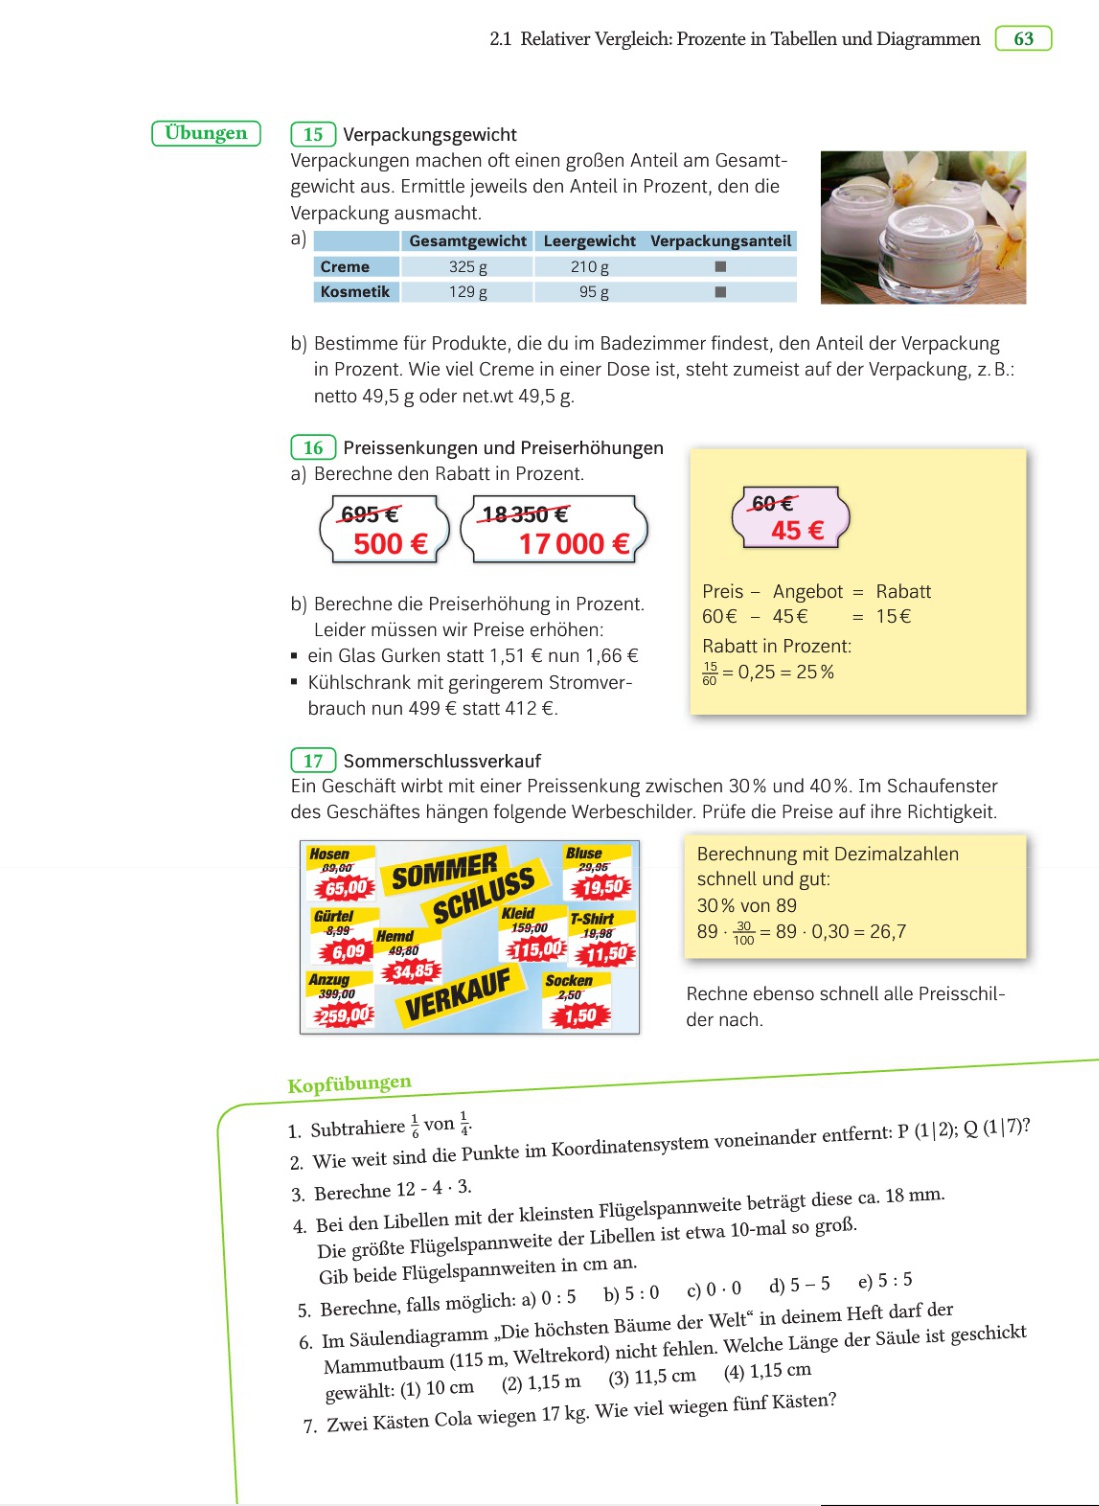 2.1 Relativer Vergleich: Prozente in Tabellen und Diagrammen 63
Übungen
15 Verpackungsgewicht
Verpackungen machen oft einen großen Anteil am Gesamt-
gewicht aus. Ermittle jeweils den Anteil in Prozent, den die
Verpackung ausmacht.
a) Gesamtgewicht Leergewicht Verpackungsanteil
Creme 325 g 210 g ■
Kosmetik 129 g 95 g ■
b) Bestimme für Produkte, die du im Badezimmer findest, den Anteil der Verpackung
in Prozent. Wie viel Creme in einer Dose ist, steht zumeist auf der Verpackung, z. B.:
netto 49,5 g oder net.wt 49,5 g.
16 Preissenkungen und Preiserhöhungen
a) Berechne den Rabatt in Prozent.
695 €
500 €
18 350 €
17 000 €
b) Berechne die Preiserhöhung in Prozent.
Leider müssen wir Preise erhöhen:
▪ ein Glas Gurken statt 1,51 € nun 1,66 €
▪ Kühlschrank mit geringerem Stromver-
brauch nun 499 € statt 412 €.
60 €
45 €
Preis – Angebot = Rabatt
60 € – 45 € = 15 €
Rabatt in Prozent:
15/60 = 0,25 = 25 %
17 Sommerschlussverkauf
Ein Geschäft wirbt mit einer Preissenkung zwischen 30 % und 40 %. Im Schaufenster
des Geschäftes hängen folgende Werbeschilder. Prüfe die Preise auf ihre Richtigkeit.
Hosen
89,00
65,00
SOMMER
SCHLUSS
VERKAUF
Bluse
29,95
19,50
Gürtel
8,99
6,09
Hemd
49,80
34,85
Kleid
159,00
115,00
T-Shirt
19,98
11,50
Anzug
399,00
259,00
Socken
2,50
1,50
Berechnung mit Dezimalzahlen
schnell und gut:
30 % von 89
89 · 30/100 = 89 · 0,30 = 26,7
Rechne ebenso schnell alle Preisschil-
der nach.
Kopfübungen
1. Subtrahiere 1/6 von 1/4.
2. Wie weit sind die Punkte im Koordinatensystem voneinander entfernt: P (1|2); Q (1|7)?
3. Berechne 12 - 4 · 3.
4. Bei den Libellen mit der kleinsten Flügelspannweite beträgt diese ca. 18 mm.
Die größte Flügelspannweite der Libellen ist etwa 10-mal so groß.
Gib beide Flügelspannweiten in cm an.
5. Berechne, falls möglich: a) 0 : 5 b) 5 : 0 c) 0 · 0 d) 5 – 5 e) 5 : 5
6. Im Säulendiagramm „Die höchsten Bäume der Welt“ in deinem Heft darf der
Mammutbaum (115 m, Weltrekord) nicht fehlen. Welche Länge der Säule ist geschickt
gewählt: (1) 10 cm (2) 1,15 m (3) 11,5 cm (4) 1,15 cm
7. Zwei Kästen Cola wiegen 17 kg. Wie viel wiegen fünf Kästen?